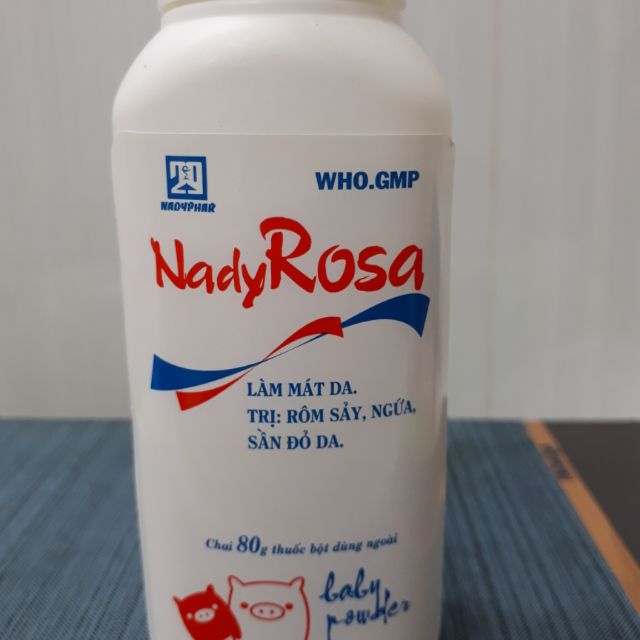 NADYPHAR
WHO.GMP
NadyRosa
LÀM MÁT DA.
TRỊ: RÔM SẢY, NGỨA,
SẦN ĐỎ DA.
Chai 80g thuốc bột dùng ngoài
baby
powder